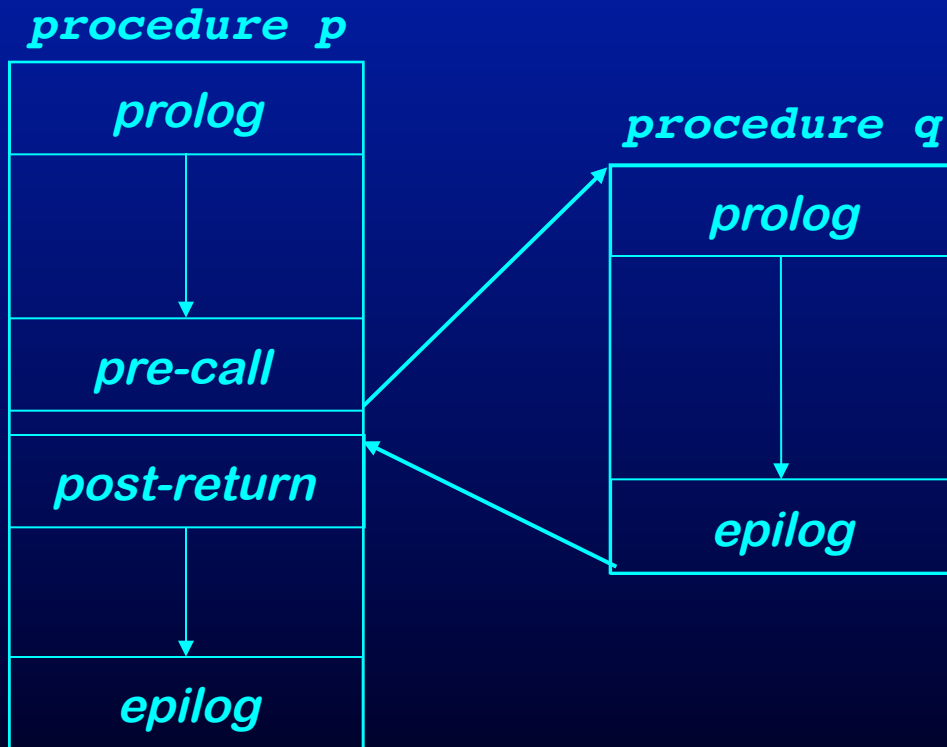 procedure p
prolog
pre-call
post-return
epilog
procedure q
prolog
epilog